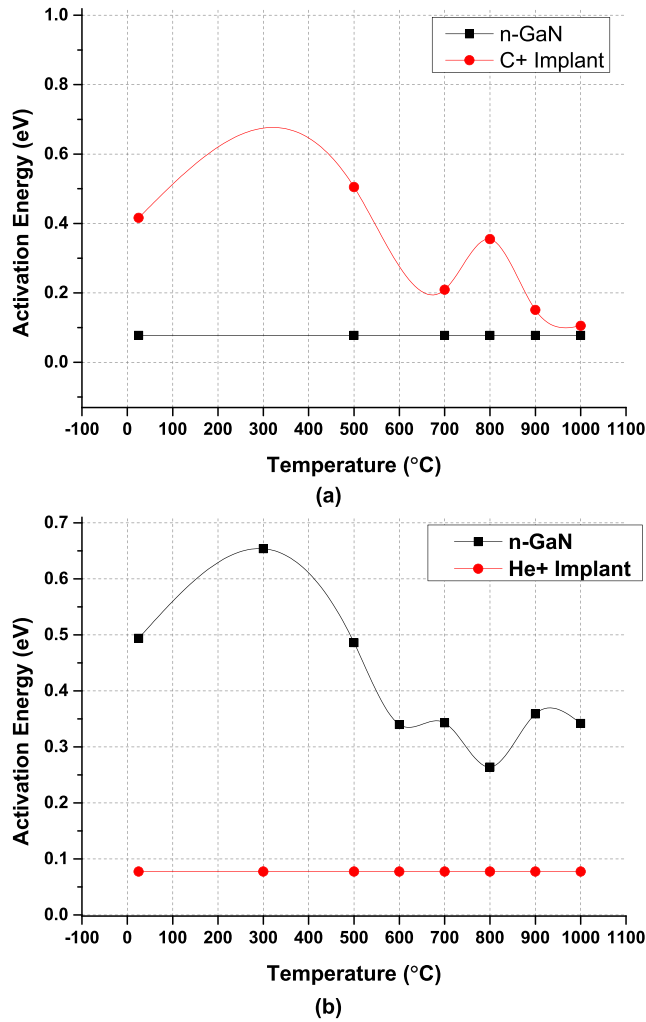 1.0
n-GaN
C+ Implant
0.8
0.6
0.4
0.2
0.0
Activation Energy (eV)
-100 0 100 200 300 400 500 600 700 800 900 1000 1100
Temperature (°C)
(a)
0.7
n-GaN
He+ Implant
0.6
0.5
0.4
0.3
0.2
0.1
0.0
Activation Energy (eV)
-100 0 100 200 300 400 500 600 700 800 900 1000 1100
Temperature (°C)
(b)